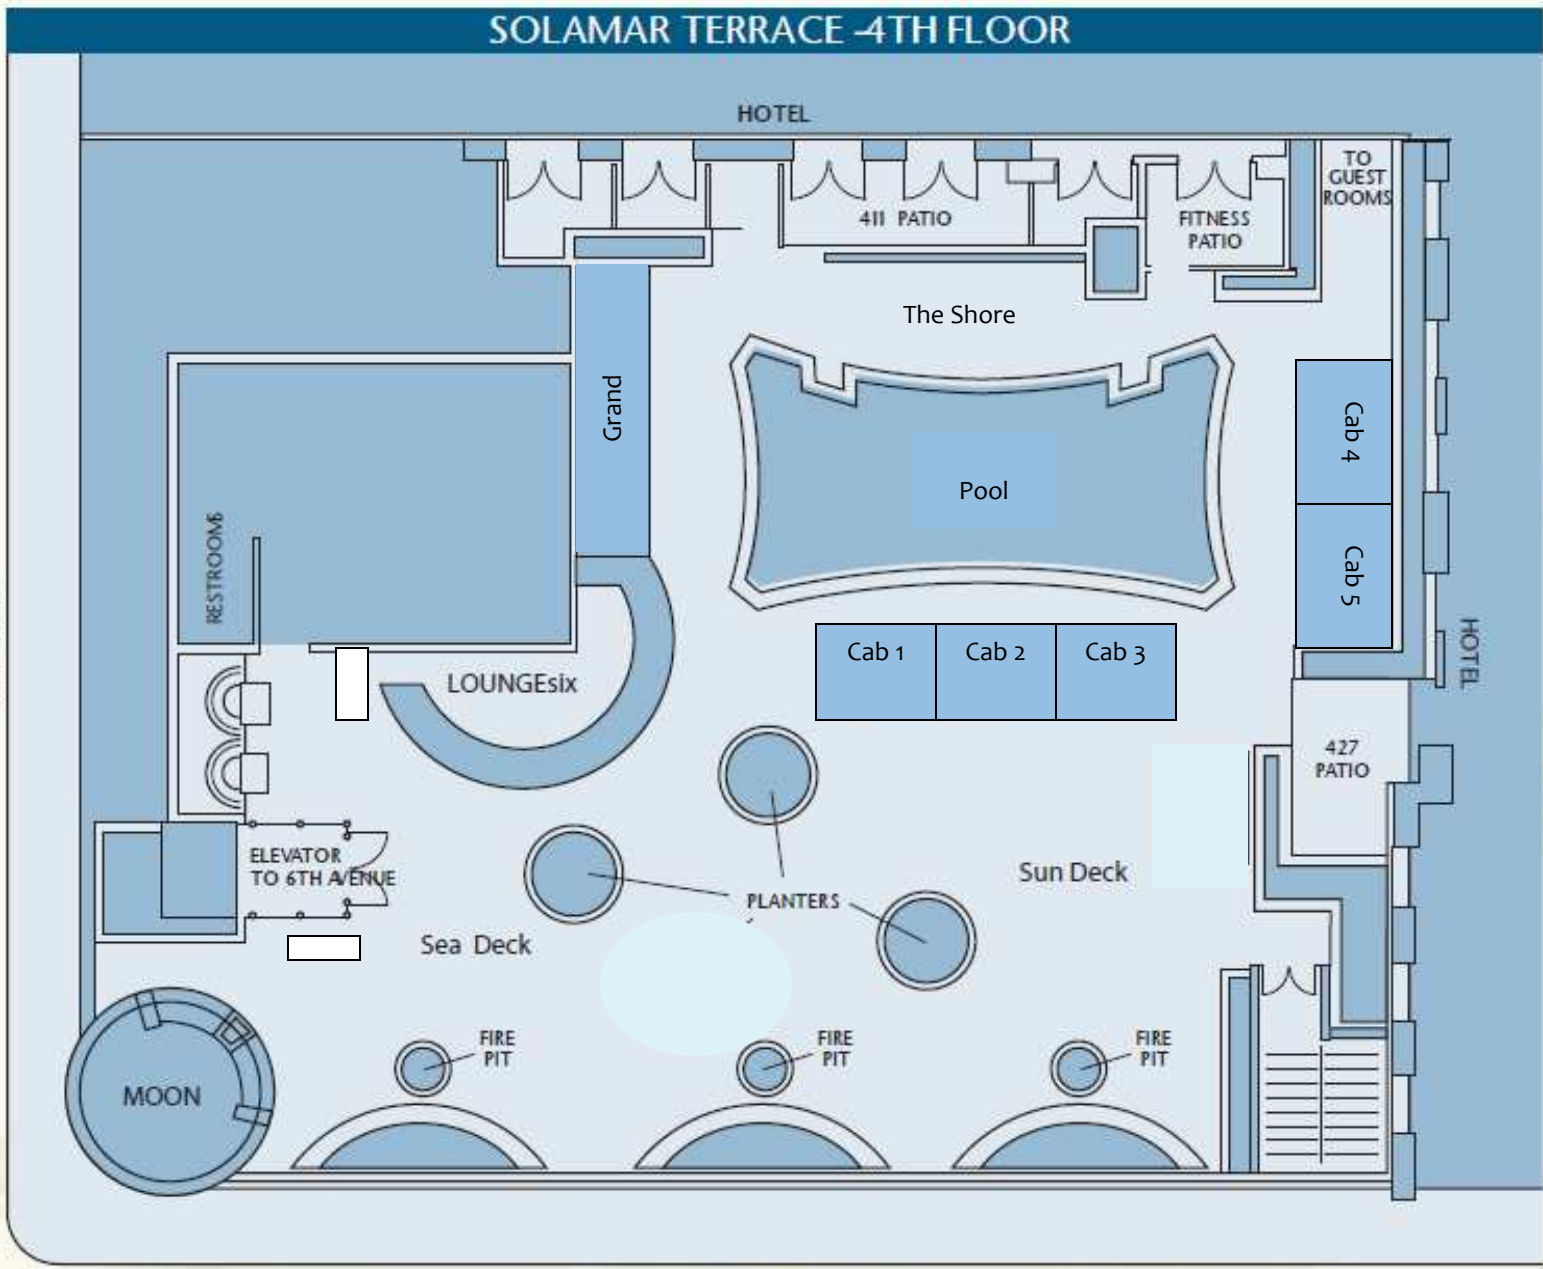 SOLAMAR TERRACE -4TH FLOOR
HOTEL
TO
GUEST
ROOMS
411 PATIO
FITNESS
PATIO
The Shore
Grand
Pool
Cab 4
Cab 5
RESTROOMS
HOTEL
Cab 1
Cab 2
Cab 3
LOUNGEsix
427
PATIO
ELEVATOR
TO 6TH AVENUE
Sun Deck
PLANTERS
Sea Deck
FIRE
PIT
FIRE
PIT
FIRE
PIT
MOON